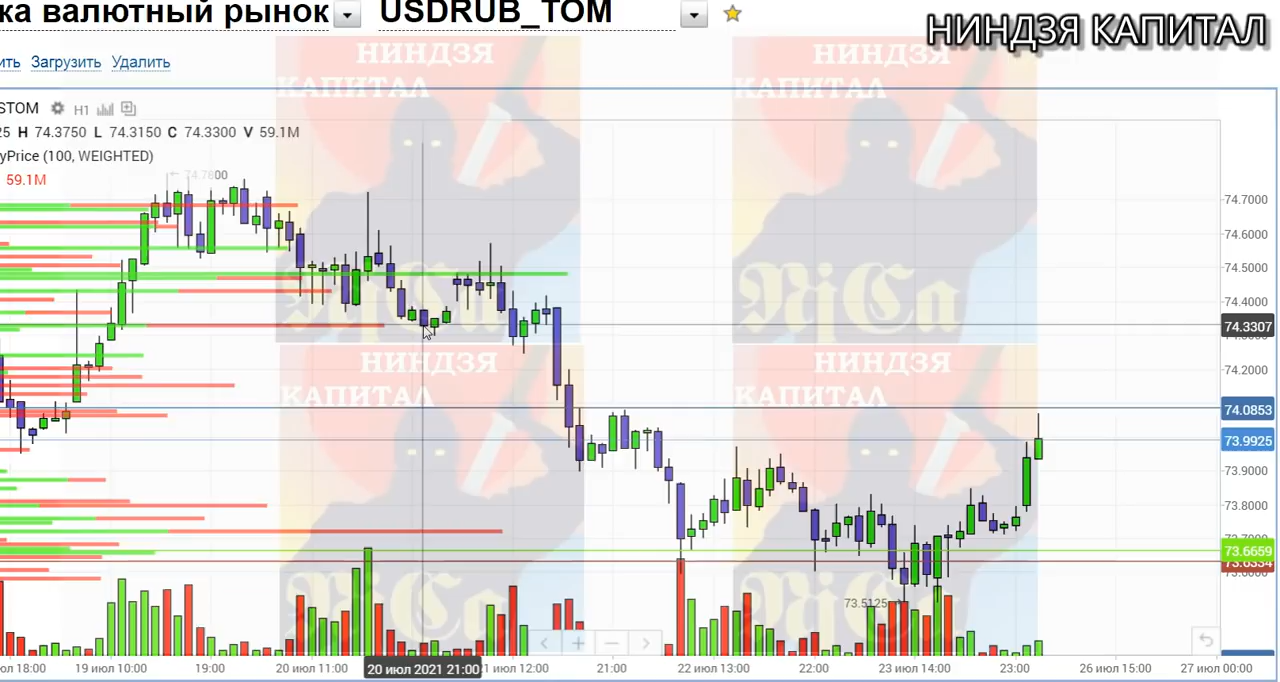 ка валютный рынок USDRUB_TOM
НИНДЗЯ КАПИТАЛ
ить Загрузить Удалить
НИНДЗЯ КАПИТАЛ
НИНДЗЯ КАПИТАЛ
STOM H1
25 H 74.3750 L 74.3150 C 74.3300 V 59.1M
yPrice (100, WEIGHTED)
59.1M
74.7800
74.7000
74.6000
74.5000
74.4000
74.3307
74.2000
74.0853
73.9925
73.9000
73.8000
73.6659
НИНДЗЯ КАПИТАЛ
НИНДЗЯ КАПИТАЛ
NiCa
NiCa
NiCa
NiCa
73.5125
юл 18:00 19 июл 10:00 19:00 20 июл 11:00 20 июл 2021 21:00 1 июл 12:00 21:00 22 июл 13:00 22:00 23 июл 14:00 23:00 26 июл 15:00 27 июл 00:00